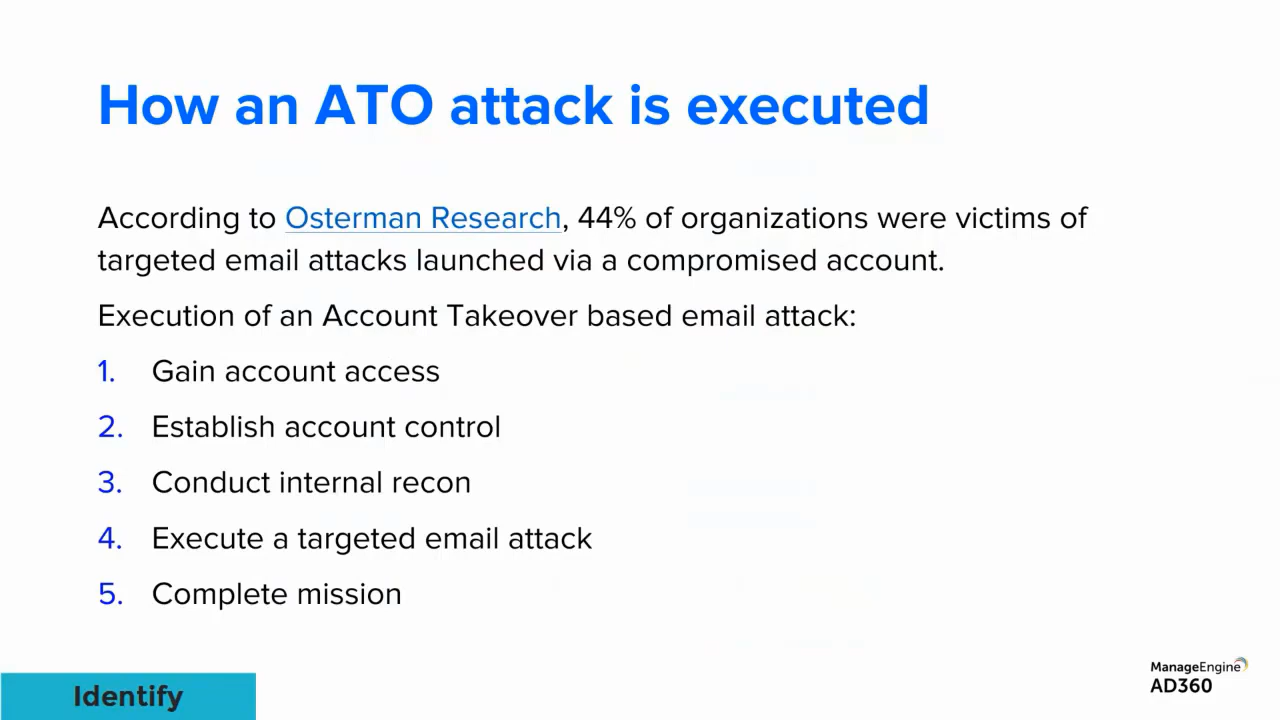 How an ATO attack is executed
According to Osterman Research, 44% of organizations were victims of
targeted email attacks launched via a compromised account.
Execution of an Account Takeover based email attack:
1. Gain account access
2. Establish account control
3. Conduct internal recon
4. Execute a targeted email attack
5. Complete mission
Identify
ManageEngine
AD360